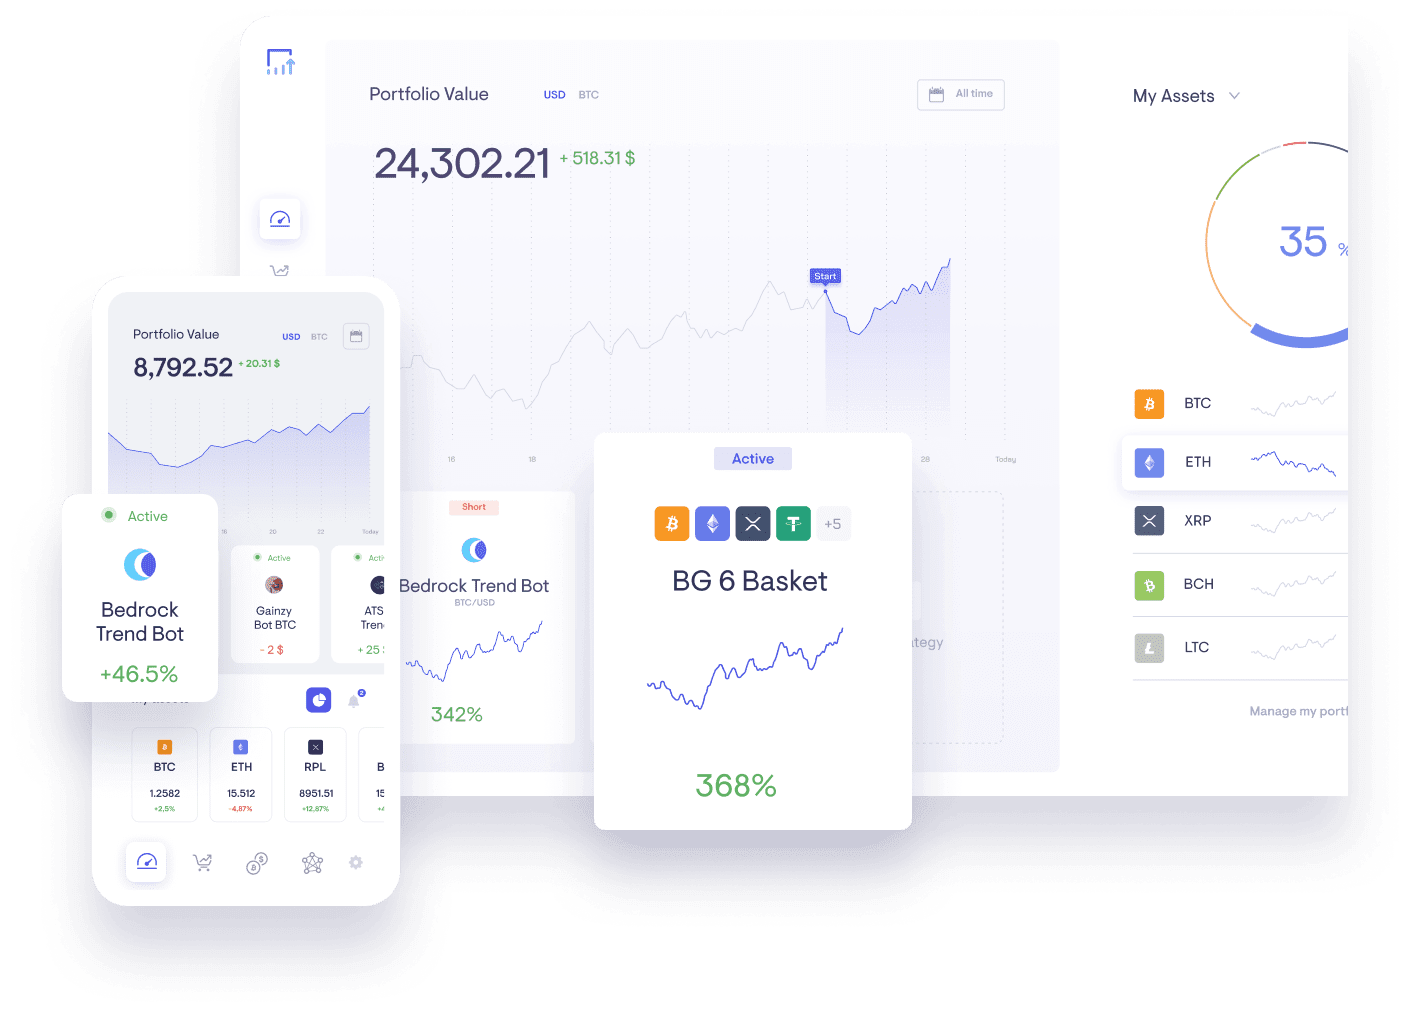 Portfolio Value
USD
BTC
All time
24,302.21
+ 518.31 $
Start
16
18
28
Today
Short
Bedrock Trend Bot
BTC/USD
342%
Active
+5
BG 6 Basket
368%
My Assets
35 %
BTC
ETH
XRP
BCH
LTC
Manage my
Portfolio Value
USD
BTC
8,792.52
+ 20.31 $
16
20
22
Today
Active
Bedrock
Trend Bot
+46.5%
Active
Gainzy
Bot BTC
- 2 $
ATS
+ 25
BTC
1.2582
+2,5%
ETH
15.512
-4,87%
RPL
8951.51
+12,87%
B
15
2